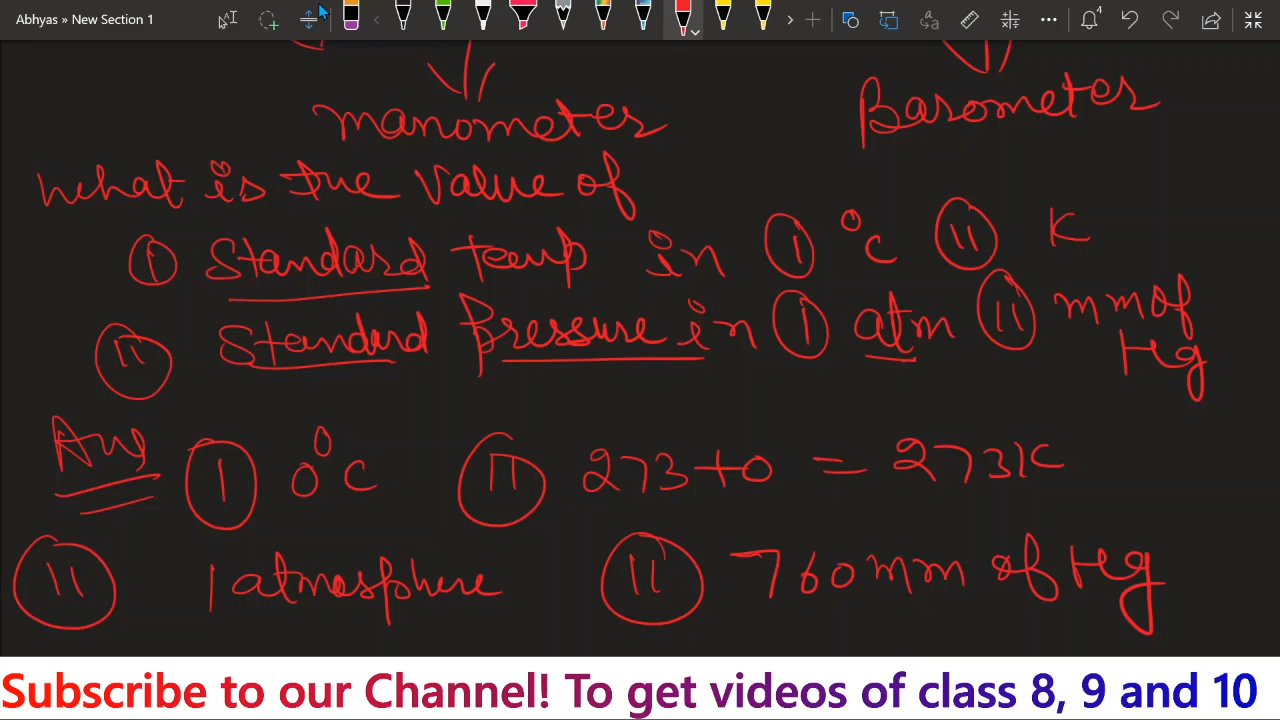 Abhyas » New Section 1
manometer Barometer
what is the value of
(I) Standard temp in (I) °C (II) K
(II) Standard Pressure in (I) atm (II) mm of Hg
Ans (I) 0°C (II) 273+0 = 273K
(II) 1 atmosphere (II) 760mm of Hg
Subscribe to our Channel! To get videos of class 8, 9 and 10